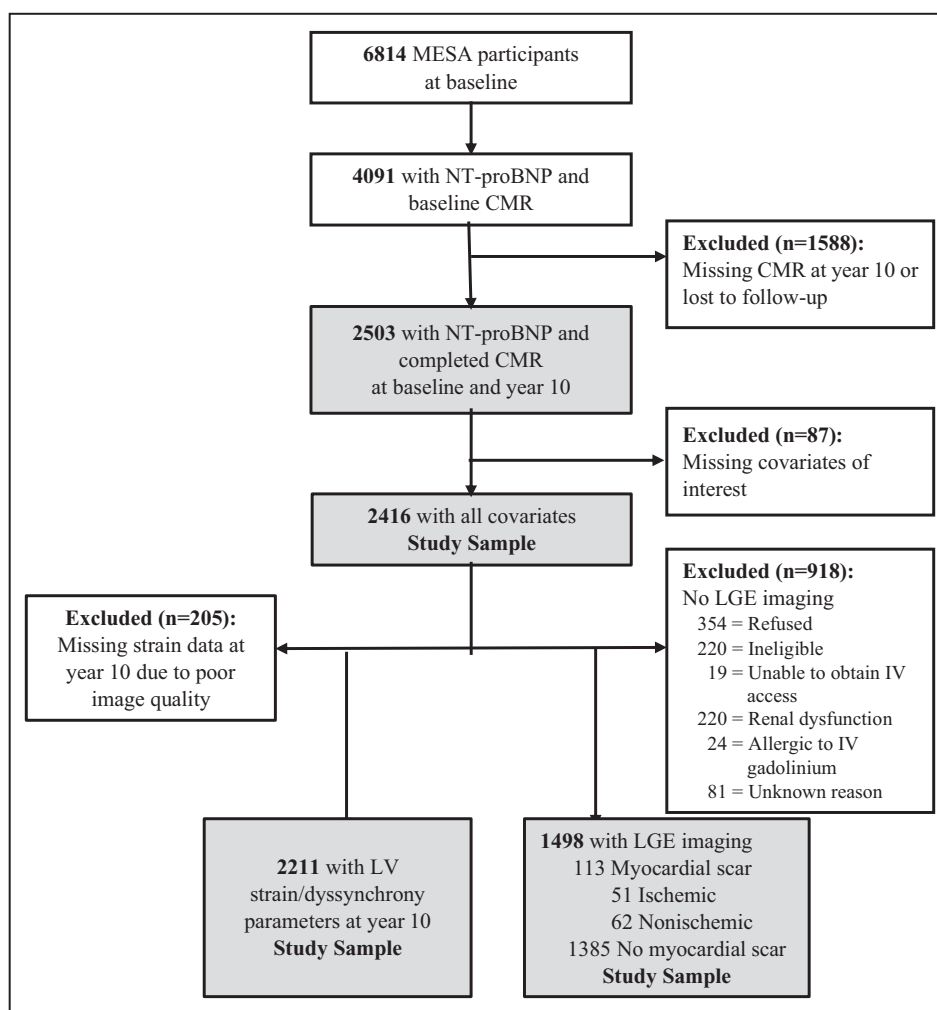 6814 MESA participants
at baseline
4091 with NT-proBNP and
baseline CMR
Excluded (n=1588):
Missing CMR at year 10 or
lost to follow-up
2503 with NT-proBNP and
completed CMR
at baseline and year 10
Excluded (n=87):
Missing covariates of
interest
2416 with all covariates
Study Sample
Excluded (n=205):
Missing strain data at
year 10 due to poor
image quality
Excluded (n=918):
No LGE imaging
354 = Refused
220 = Ineligible
19 = Unable to obtain IV
access
220 = Renal dysfunction
24 = Allergic to IV
gadolinium
81 = Unknown reason
2211 with LV
strain/dyssynchrony
parameters at year 10
Study Sample
1498 with LGE imaging
113 Myocardial scar
51 Ischemic
62 Nonischemic
1385 No myocardial scar
Study Sample